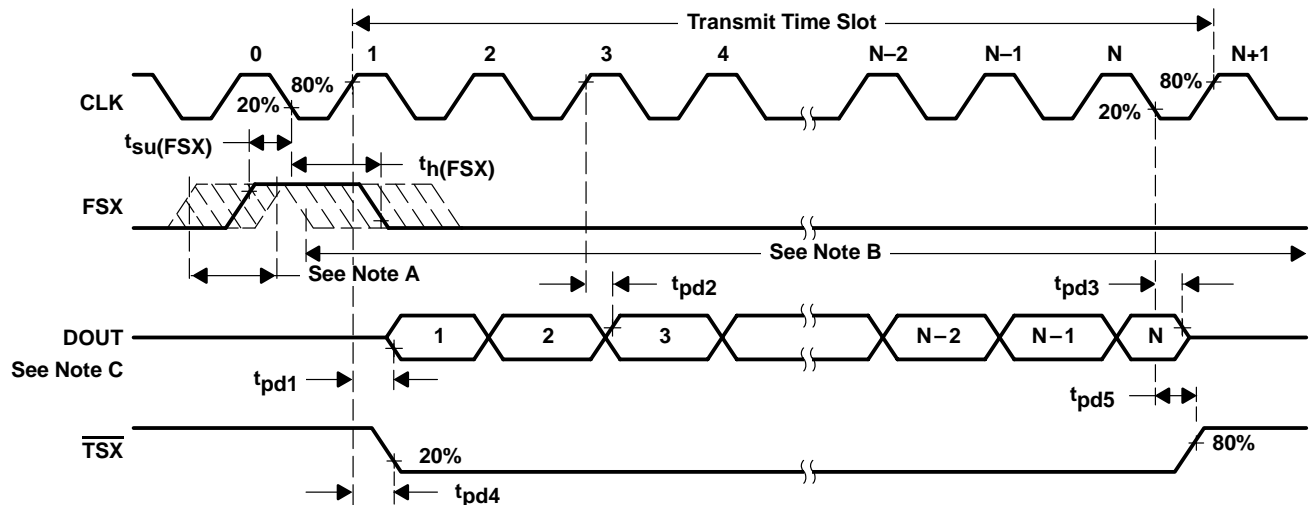 Transmit Time Slot
0 1 2 3 4 N–2 N–1 N N+1
80% 80%
CLK 20% 20%
tsu(FSX)
th(FSX)
FSX
See Note A See Note B
tpd2 tpd3
DOUT 1 2 3 N–2 N–1 N
See Note C
tpd1 tpd5
TSX 20% 80%
tpd4